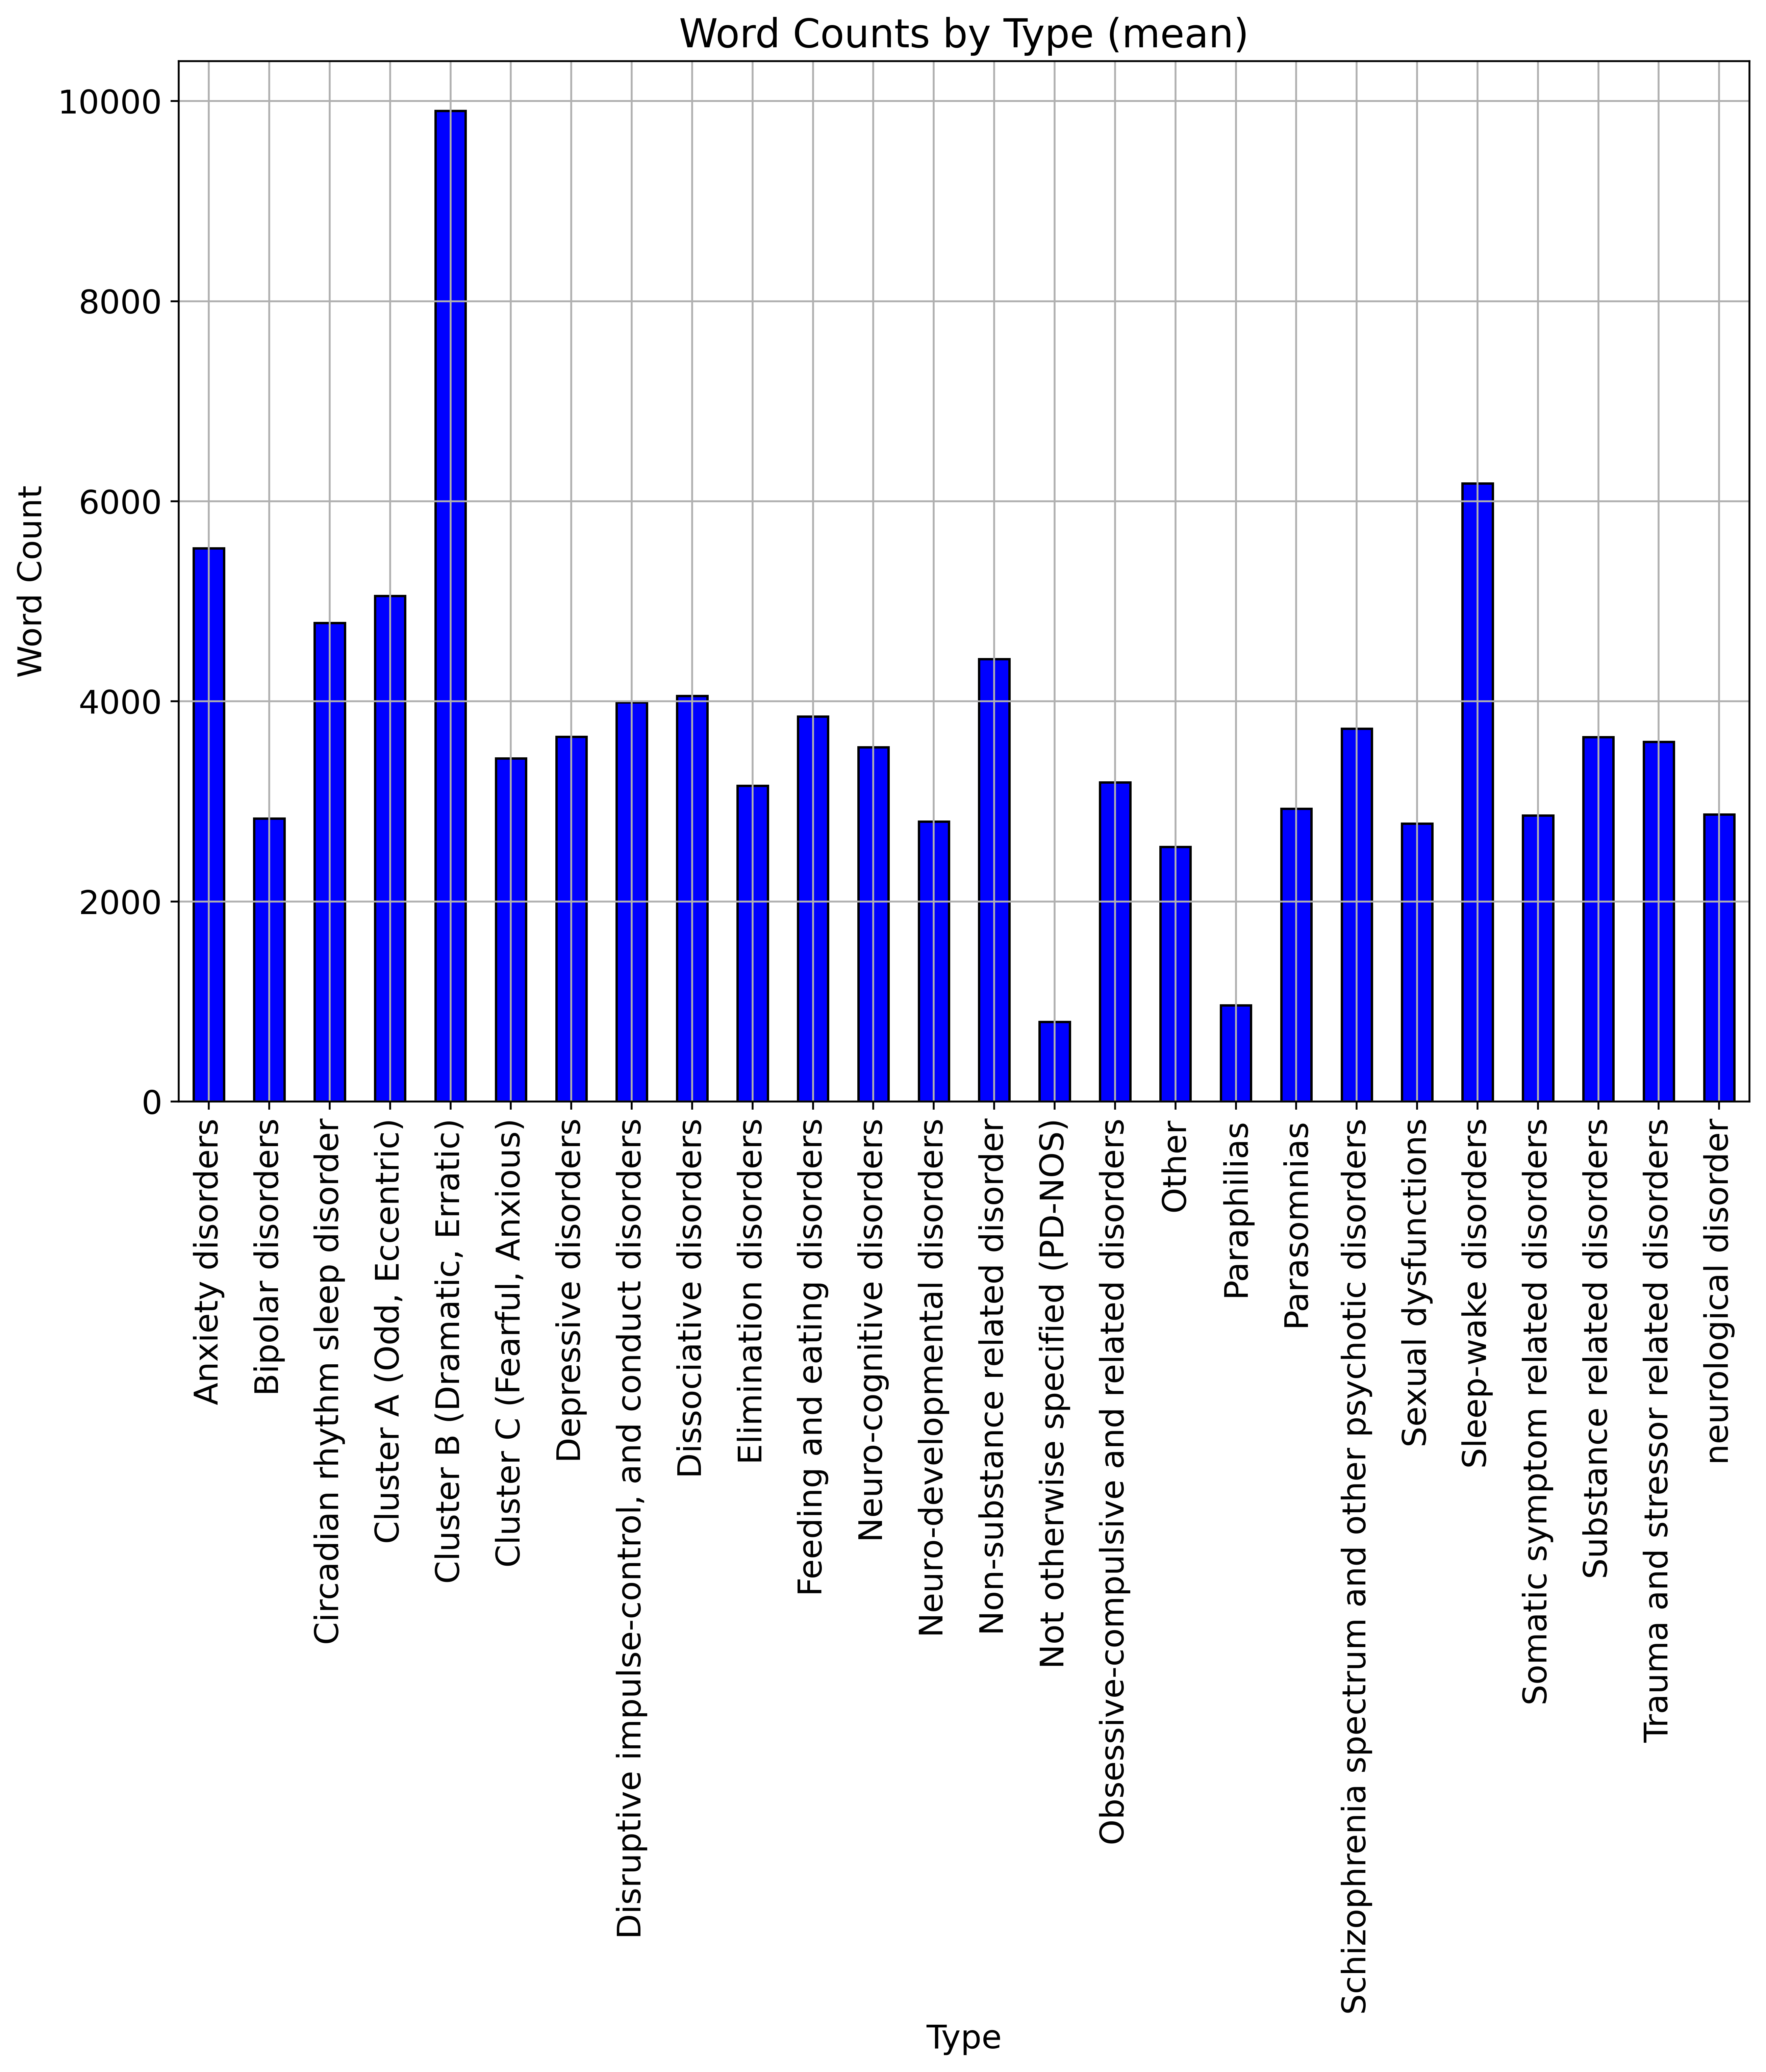 Word Counts by Type (mean)
Word Count
10000
8000
6000
4000
2000
0
Anxiety disorders
Bipolar disorders
Circadian rhythm sleep disorder
Cluster A (Odd, Eccentric)
Cluster B (Dramatic, Erratic)
Cluster C (Fearful, Anxious)
Depressive disorders
Disruptive impulse-control, and conduct disorders
Dissociative disorders
Elimination disorders
Feeding and eating disorders
Neuro-cognitive disorders
Neuro-developmental disorders
Non-substance related disorder
Not otherwise specified (PD-NOS)
Obsessive-compulsive and related disorders
Other
Paraphilias
Parasomnias
Schizophrenia spectrum and other psychotic disorders
Sexual dysfunctions
Sleep-wake disorders
Somatic symptom related disorders
Substance related disorders
Trauma and stressor related disorders
neurological disorder
Type